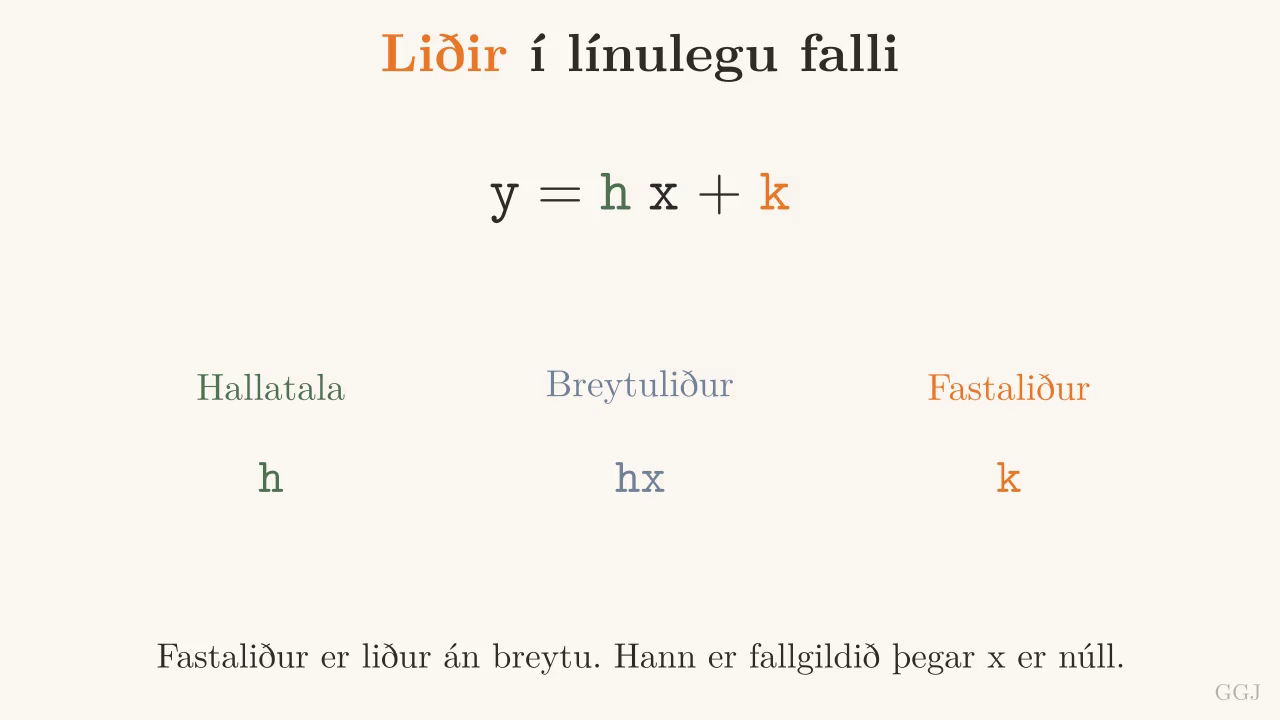 Liðir í línulegu falli
y = h x + k
Hallatala
Breytuliður
Fastaliður
h
hx
k
Fastaliður er liður án breytu. Hann er fallgildið þegar x er núll.
GGJ